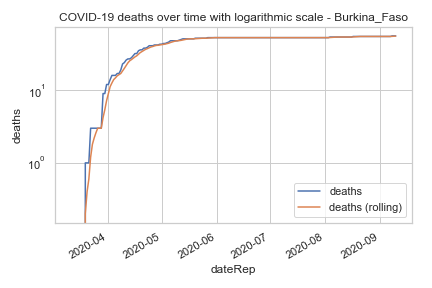 COVID-19 deaths over time with logarithmic scale - Burkina_Faso
deaths
10¹
10⁰
deaths
deaths (rolling)
2020-04
2020-05
2020-06
2020-07
2020-08
2020-09
dateRep